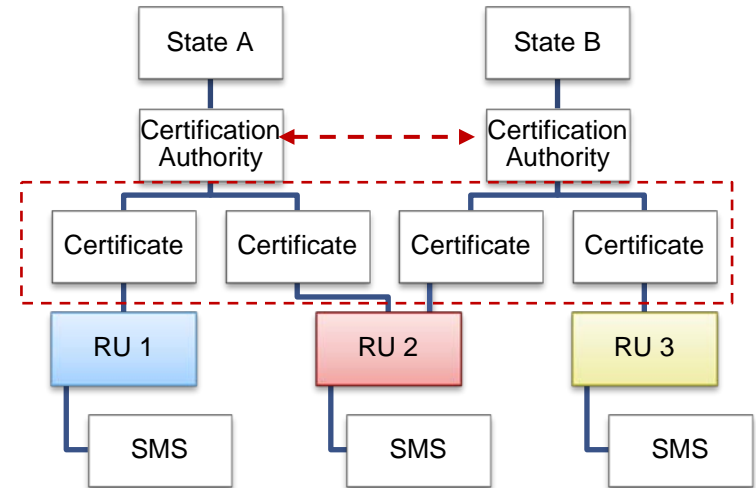 State A
State B
Certification
Authority
Certification
Authority
Certificate
Certificate
Certificate
Certificate
RU 1
RU 2
RU 3
SMS
SMS
SMS